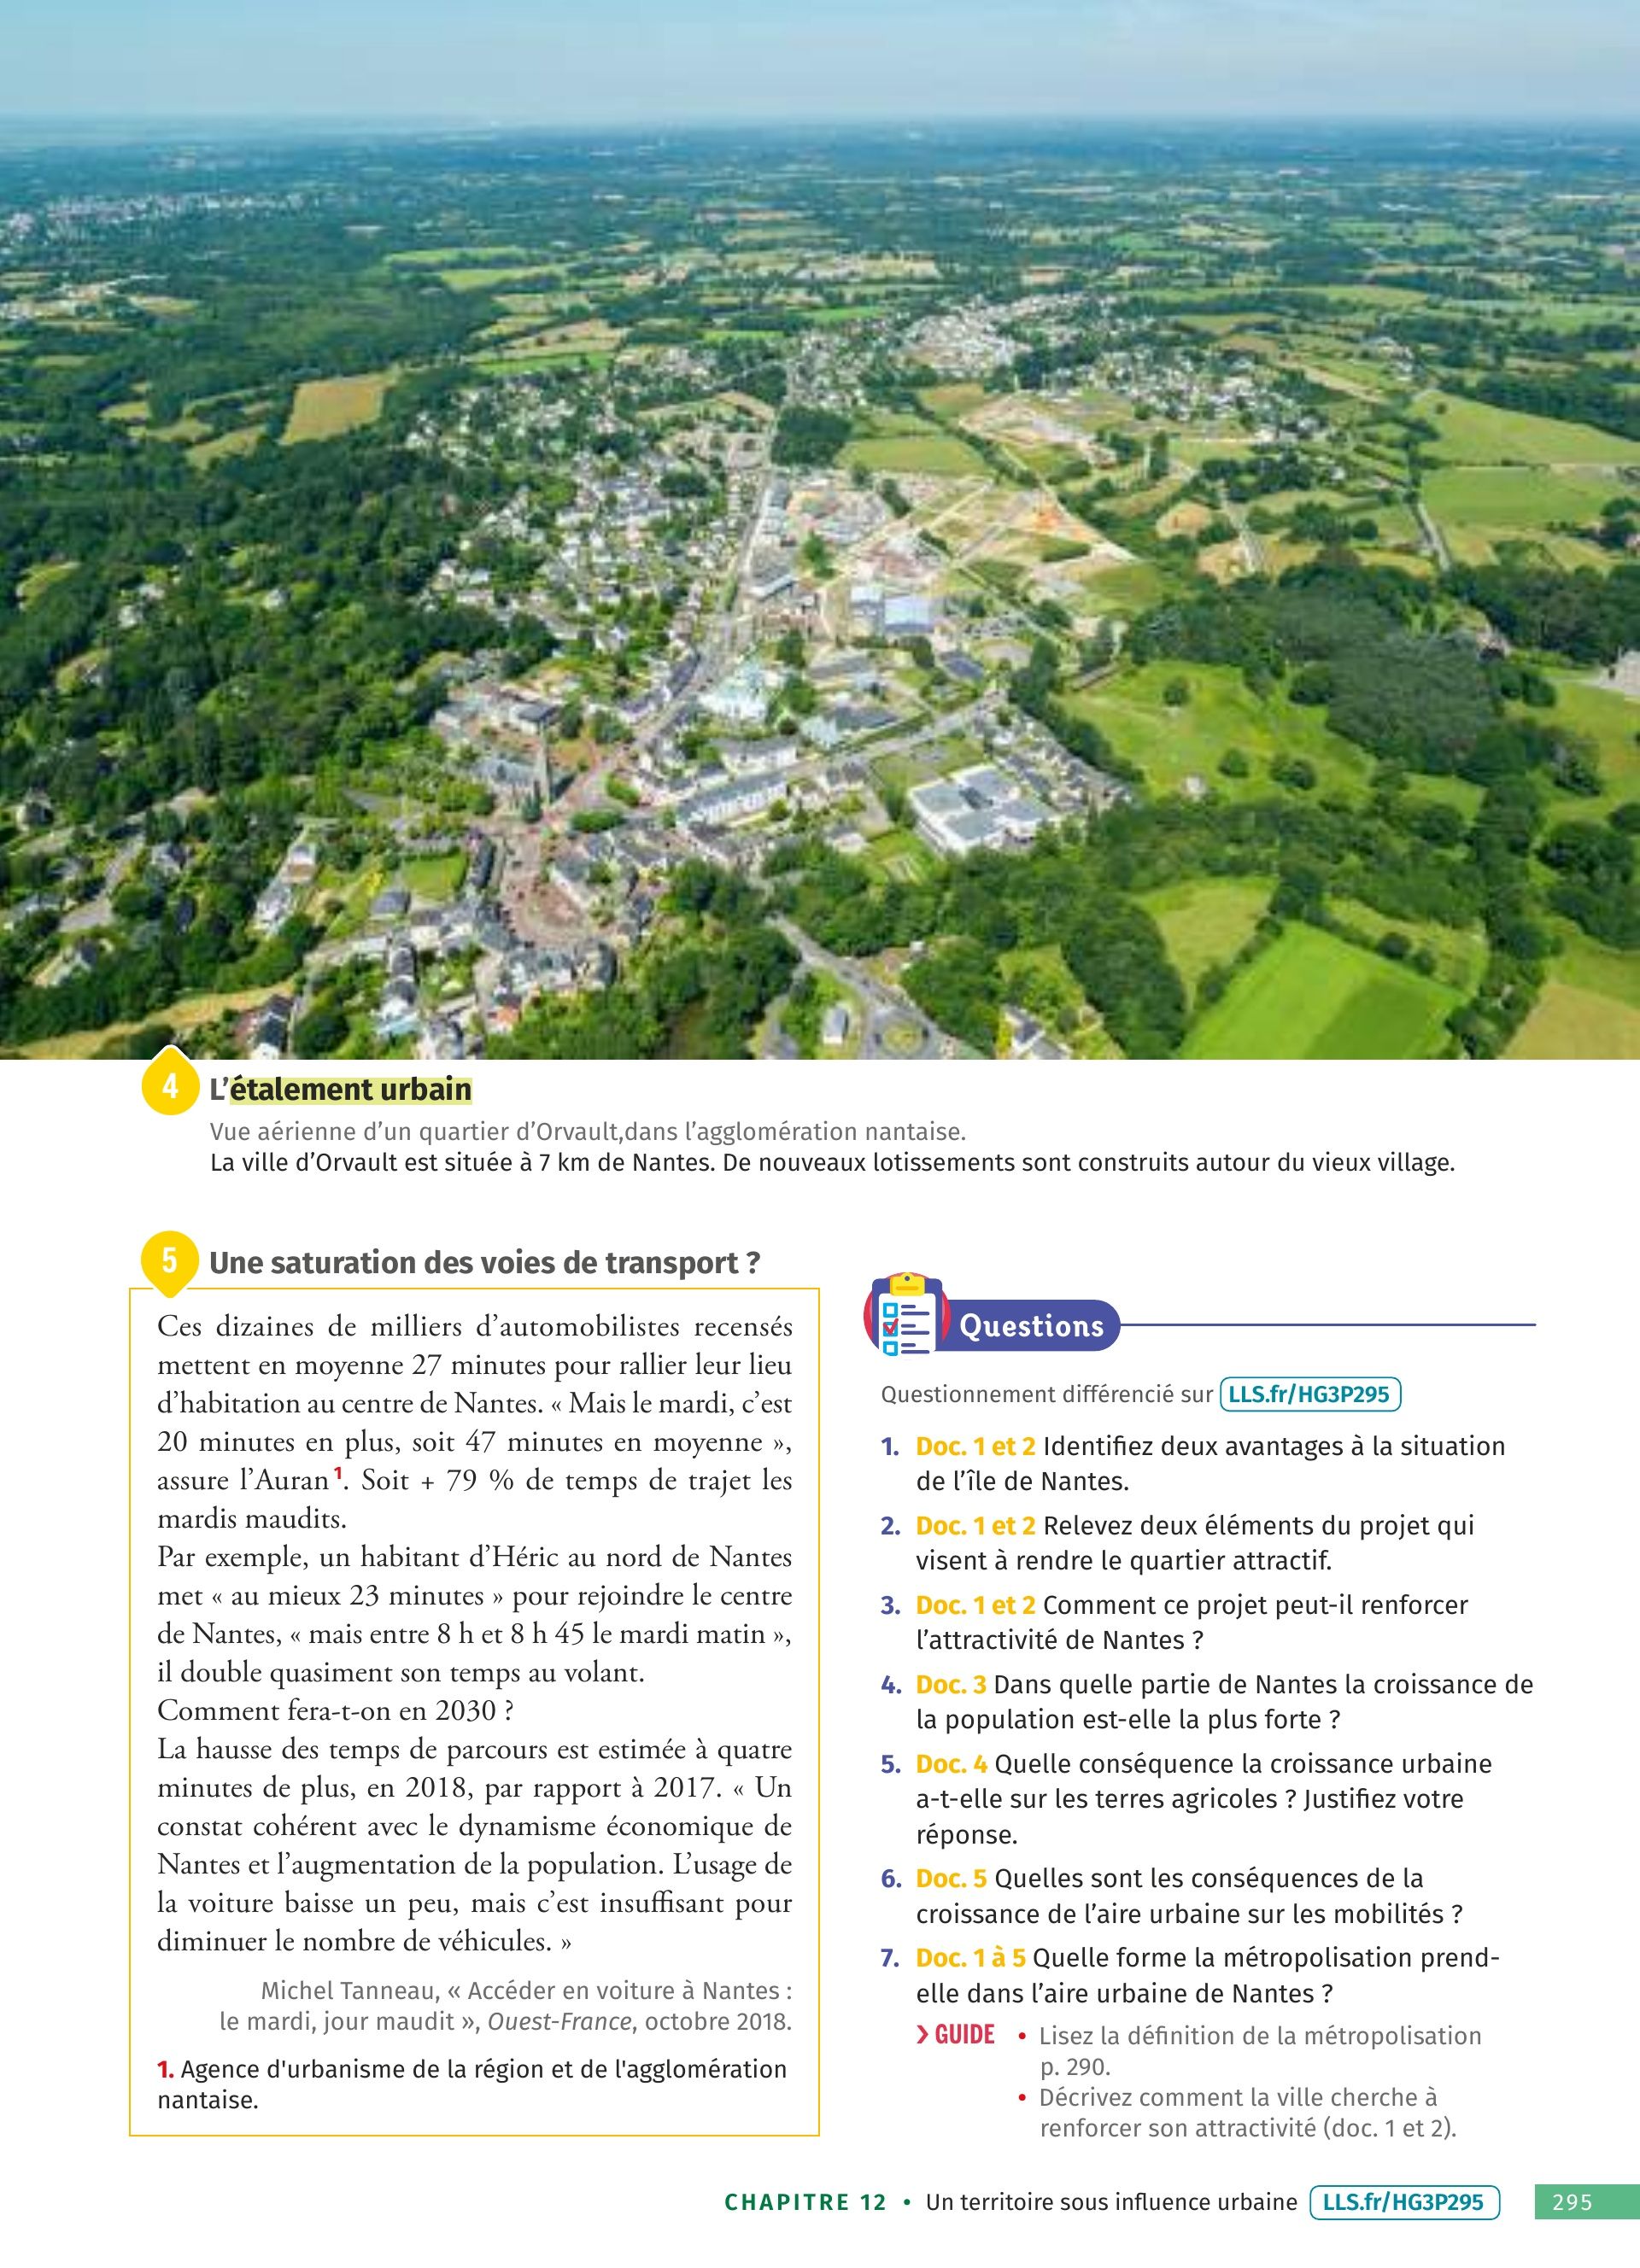 4
L'étalement urbain
Vue aérienne d'un quartier d'Orvault,dans l'agglomération nantaise.
La ville d'Orvault est située à 7 km de Nantes. De nouveaux lotissements sont construits autour du vieux village.
5
Une saturation des voies de transport ?
Ces dizaines de milliers d'automobilistes recensés
mettent en moyenne 27 minutes pour rallier leur lieu
d'habitation au centre de Nantes. « Mais le mardi, c'est
20 minutes en plus, soit 47 minutes en moyenne »,
assure l'Auran 1. Soit + 79 % de temps de trajet les
mardis maudits.
Par exemple, un habitant d'Héric au nord de Nantes
met « au mieux 23 minutes » pour rejoindre le centre
de Nantes, « mais entre 8 h et 8 h 45 le mardi matin »,
il double quasiment son temps au volant.
Comment fera-t-on en 2030 ?
La hausse des temps de parcours est estimée à quatre
minutes de plus, en 2018, par rapport à 2017. « Un
constat cohérent avec le dynamisme économique de
Nantes et l'augmentation de la population. L'usage de
la voiture baisse un peu, mais c'est insuffisant pour
diminuer le nombre de véhicules. »
Michel Tanneau, « Accéder en voiture à Nantes :
le mardi, jour maudit », Ouest-France, octobre 2018.
1. Agence d'urbanisme de la région et de l'agglomération
nantaise.
Questions
Questionnement différencié sur LLS.fr/HG3P295
1. Doc. 1 et 2 Identifiez deux avantages à la situation
de l'île de Nantes.
2. Doc. 1 et 2 Relevez deux éléments du projet qui
visent à rendre le quartier attractif.
3. Doc. 1 et 2 Comment ce projet peut-il renforcer
l'attractivité de Nantes ?
4. Doc. 3 Dans quelle partie de Nantes la croissance de
la population est-elle la plus forte ?
5. Doc. 4 Quelle conséquence la croissance urbaine
a-t-elle sur les terres agricoles ? Justifiez votre
réponse.
6. Doc. 5 Quelles sont les conséquences de la
croissance de l'aire urbaine sur les mobilités ?
7. Doc. 1 à 5 Quelle forme la métropolisation prend-
elle dans l'aire urbaine de Nantes ?
GUIDE • Lisez la définition de la métropolisation
p. 290.
• Décrivez comment la ville cherche à
renforcer son attractivité (doc. 1 et 2).
CHAPITRE 12 • Un territoire sous influence urbaine LLS.fr/HG3P295 295